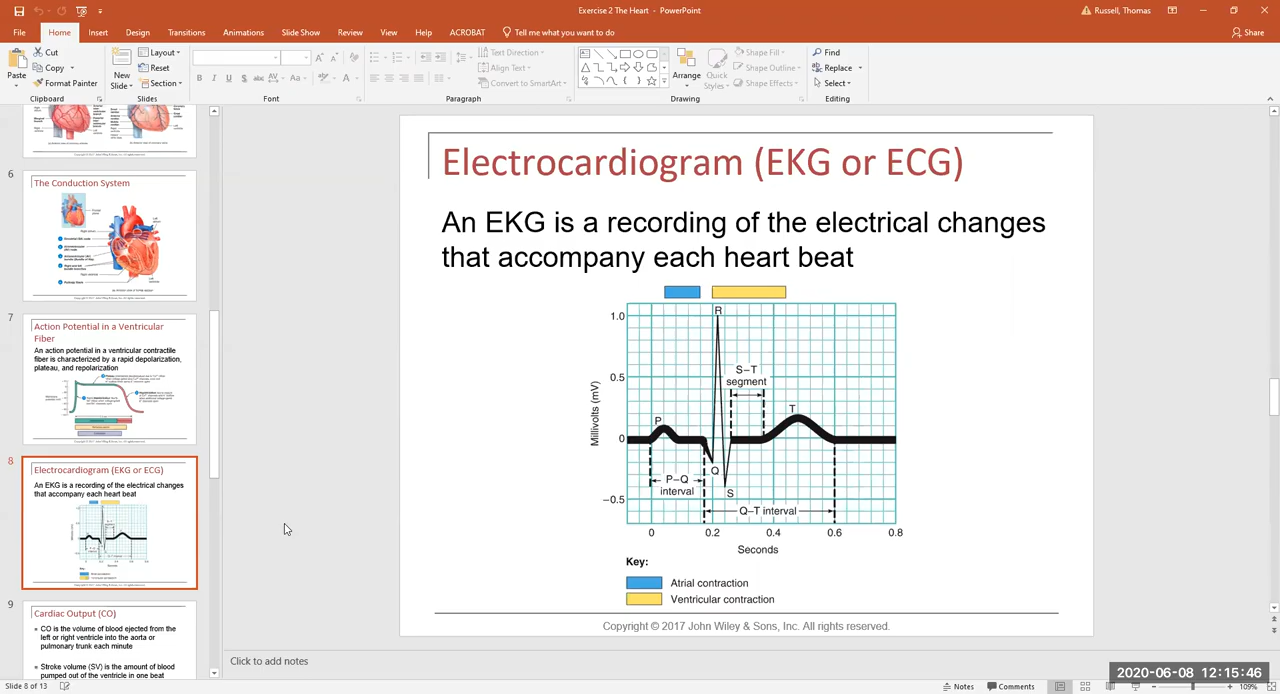 Exercise 2 The Heart - PowerPoint
Russell, Thomas
File Home Insert Design Transitions Animations Slide Show Review View Help ACROBAT Tell me what you want to do Share
Paste
Cut
Copy
Format Painter
Clipboard
New
Slide
Layout
Reset
Section
Slides
B I U S abc AV Aa A
Font
Text Direction
Align Text
Convert to SmartArt
Paragraph
Arrange
Quick
Styles
Shape Fill
Shape Outline
Shape Effects
Drawing
Find
Replace
Select
Editing
6
The Conduction System
7
Action Potential in a Ventricular
Fiber
An action potential in a ventricular contractile
fiber is characterized by a rapid depolarization,
plateau, and repolarization
8
Electrocardiogram (EKG or ECG)
An EKG is a recording of the electrical changes
that accompany each heart beat
9
Cardiac Output (CO)
CO is the volume of blood ejected from the
left or right ventricle into the aorta or
pulmonary trunk each minute
Stroke volume (SV) is the amount of blood
pumped out of the ventricle in one beat
Electrocardiogram (EKG or ECG)
An EKG is a recording of the electrical changes
that accompany each heart beat
R
1.0
S–T
segment
0.5
Millivolts (mV)
P
T
0
Q
P–Q
interval
S
–0.5
Q–T interval
0 0.2 0.4 0.6 0.8
Seconds
Key:
Atrial contraction
Ventricular contraction
Copyright © 2017 John Wiley & Sons, Inc. All rights reserved.
Click to add notes
2020-06-08 12:15:46
Slide 8 of 13
Notes
Comments
109%